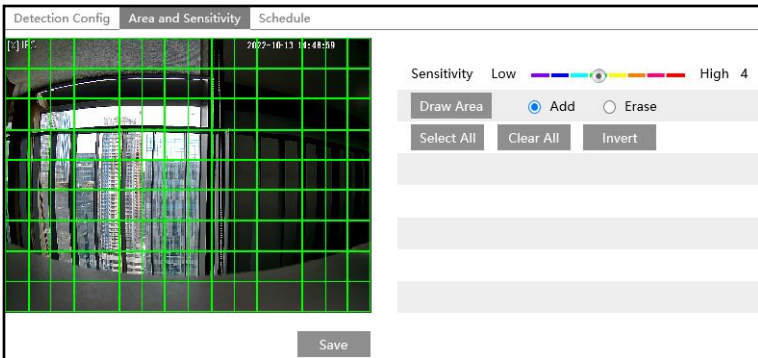 Detection Config Area and Sensitivity Schedule
2022-10-13 14:48:59
Sensitivity Low High 4
Draw Area Add Erase
Select All Clear All Invert
Save